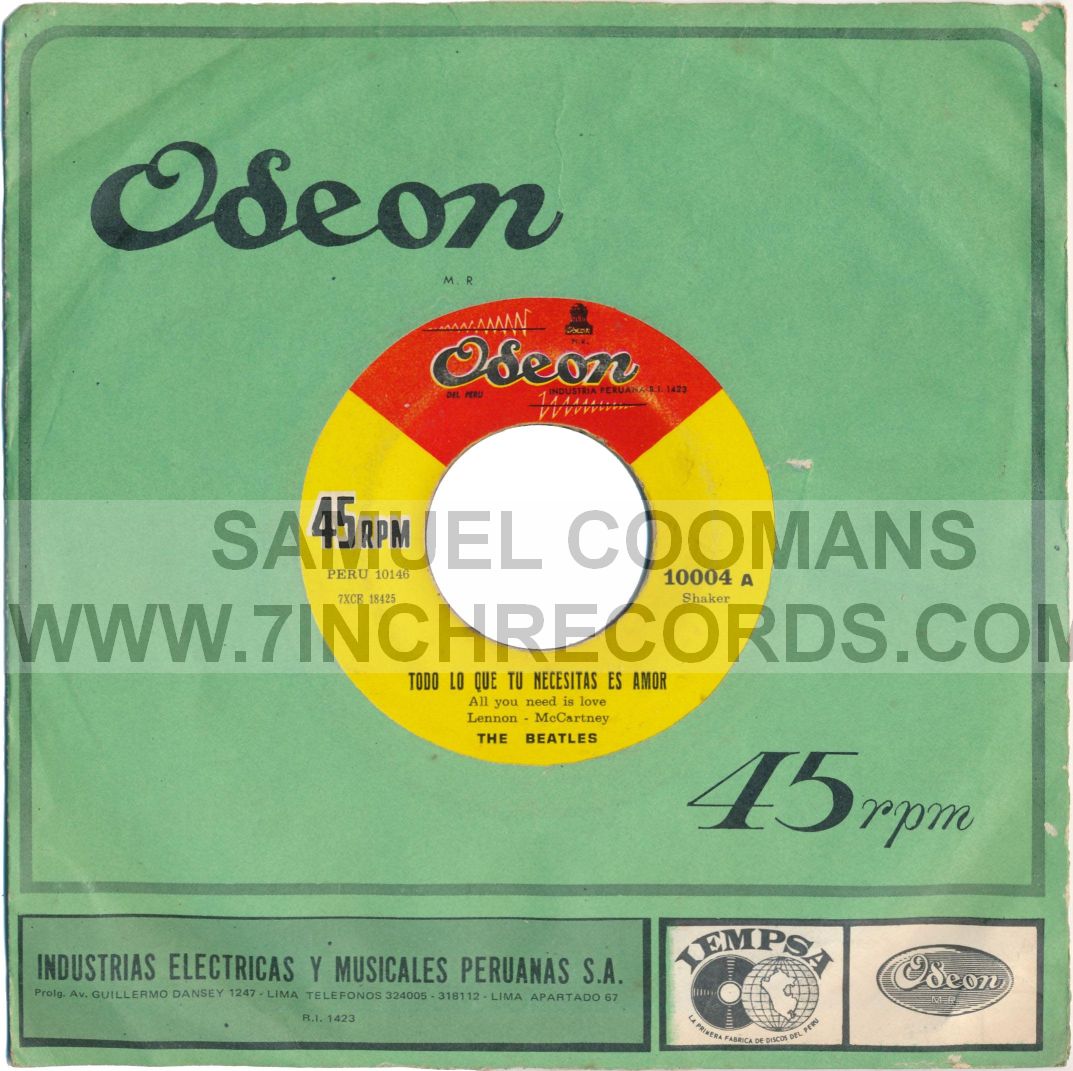 Odeon
M. R
Odeon
M.R.
Odeon
DEL PERU
INDUSTRIA PERUANA-R.I. 1423
45 RPM
PERU 10146
7XCE 18425
10004 A
Shaker
SAMUEL COOMANS
WWW.7INCHRECORDS.COM
TODO LO QUE TU NECESITAS ES AMOR
All you need is love
Lennon - McCartney
THE BEATLES
45 rpm
INDUSTRIAS ELECTRICAS Y MUSICALES PERUANAS S.A.
Prolg. Av. GUILLERMO DANSEY 1247 - LIMA TELEFONOS 324005 - 318112 - LIMA APARTADO 67
R.I. 1423
IEMPSA
LA PRIMERA FABRICA DE DISCOS DEL PERU
Odeon
M-R